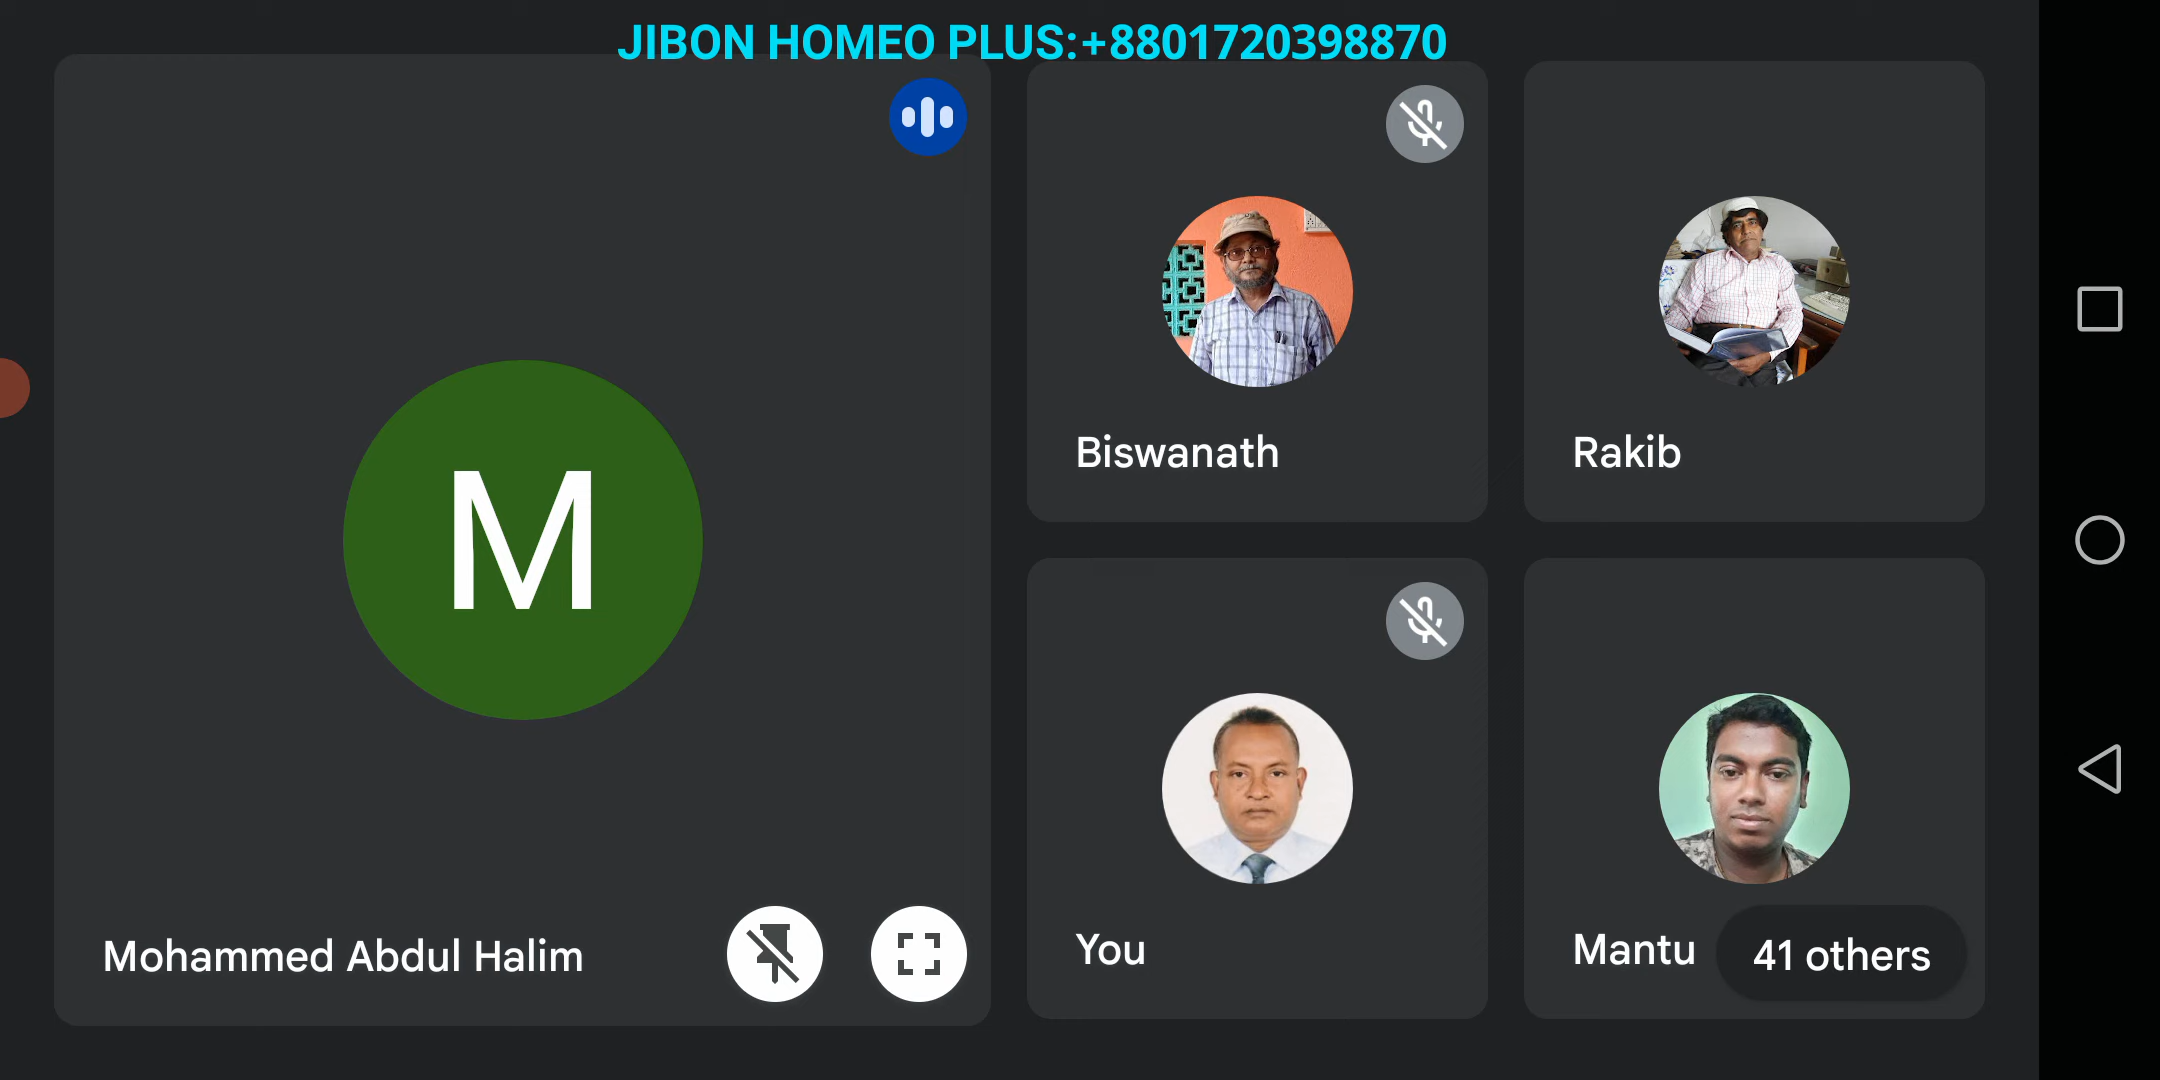 JIBON HOMEO PLUS:+8801720398870
M
Mohammed Abdul Halim
Biswanath
Rakib
You
Mantu
41 others